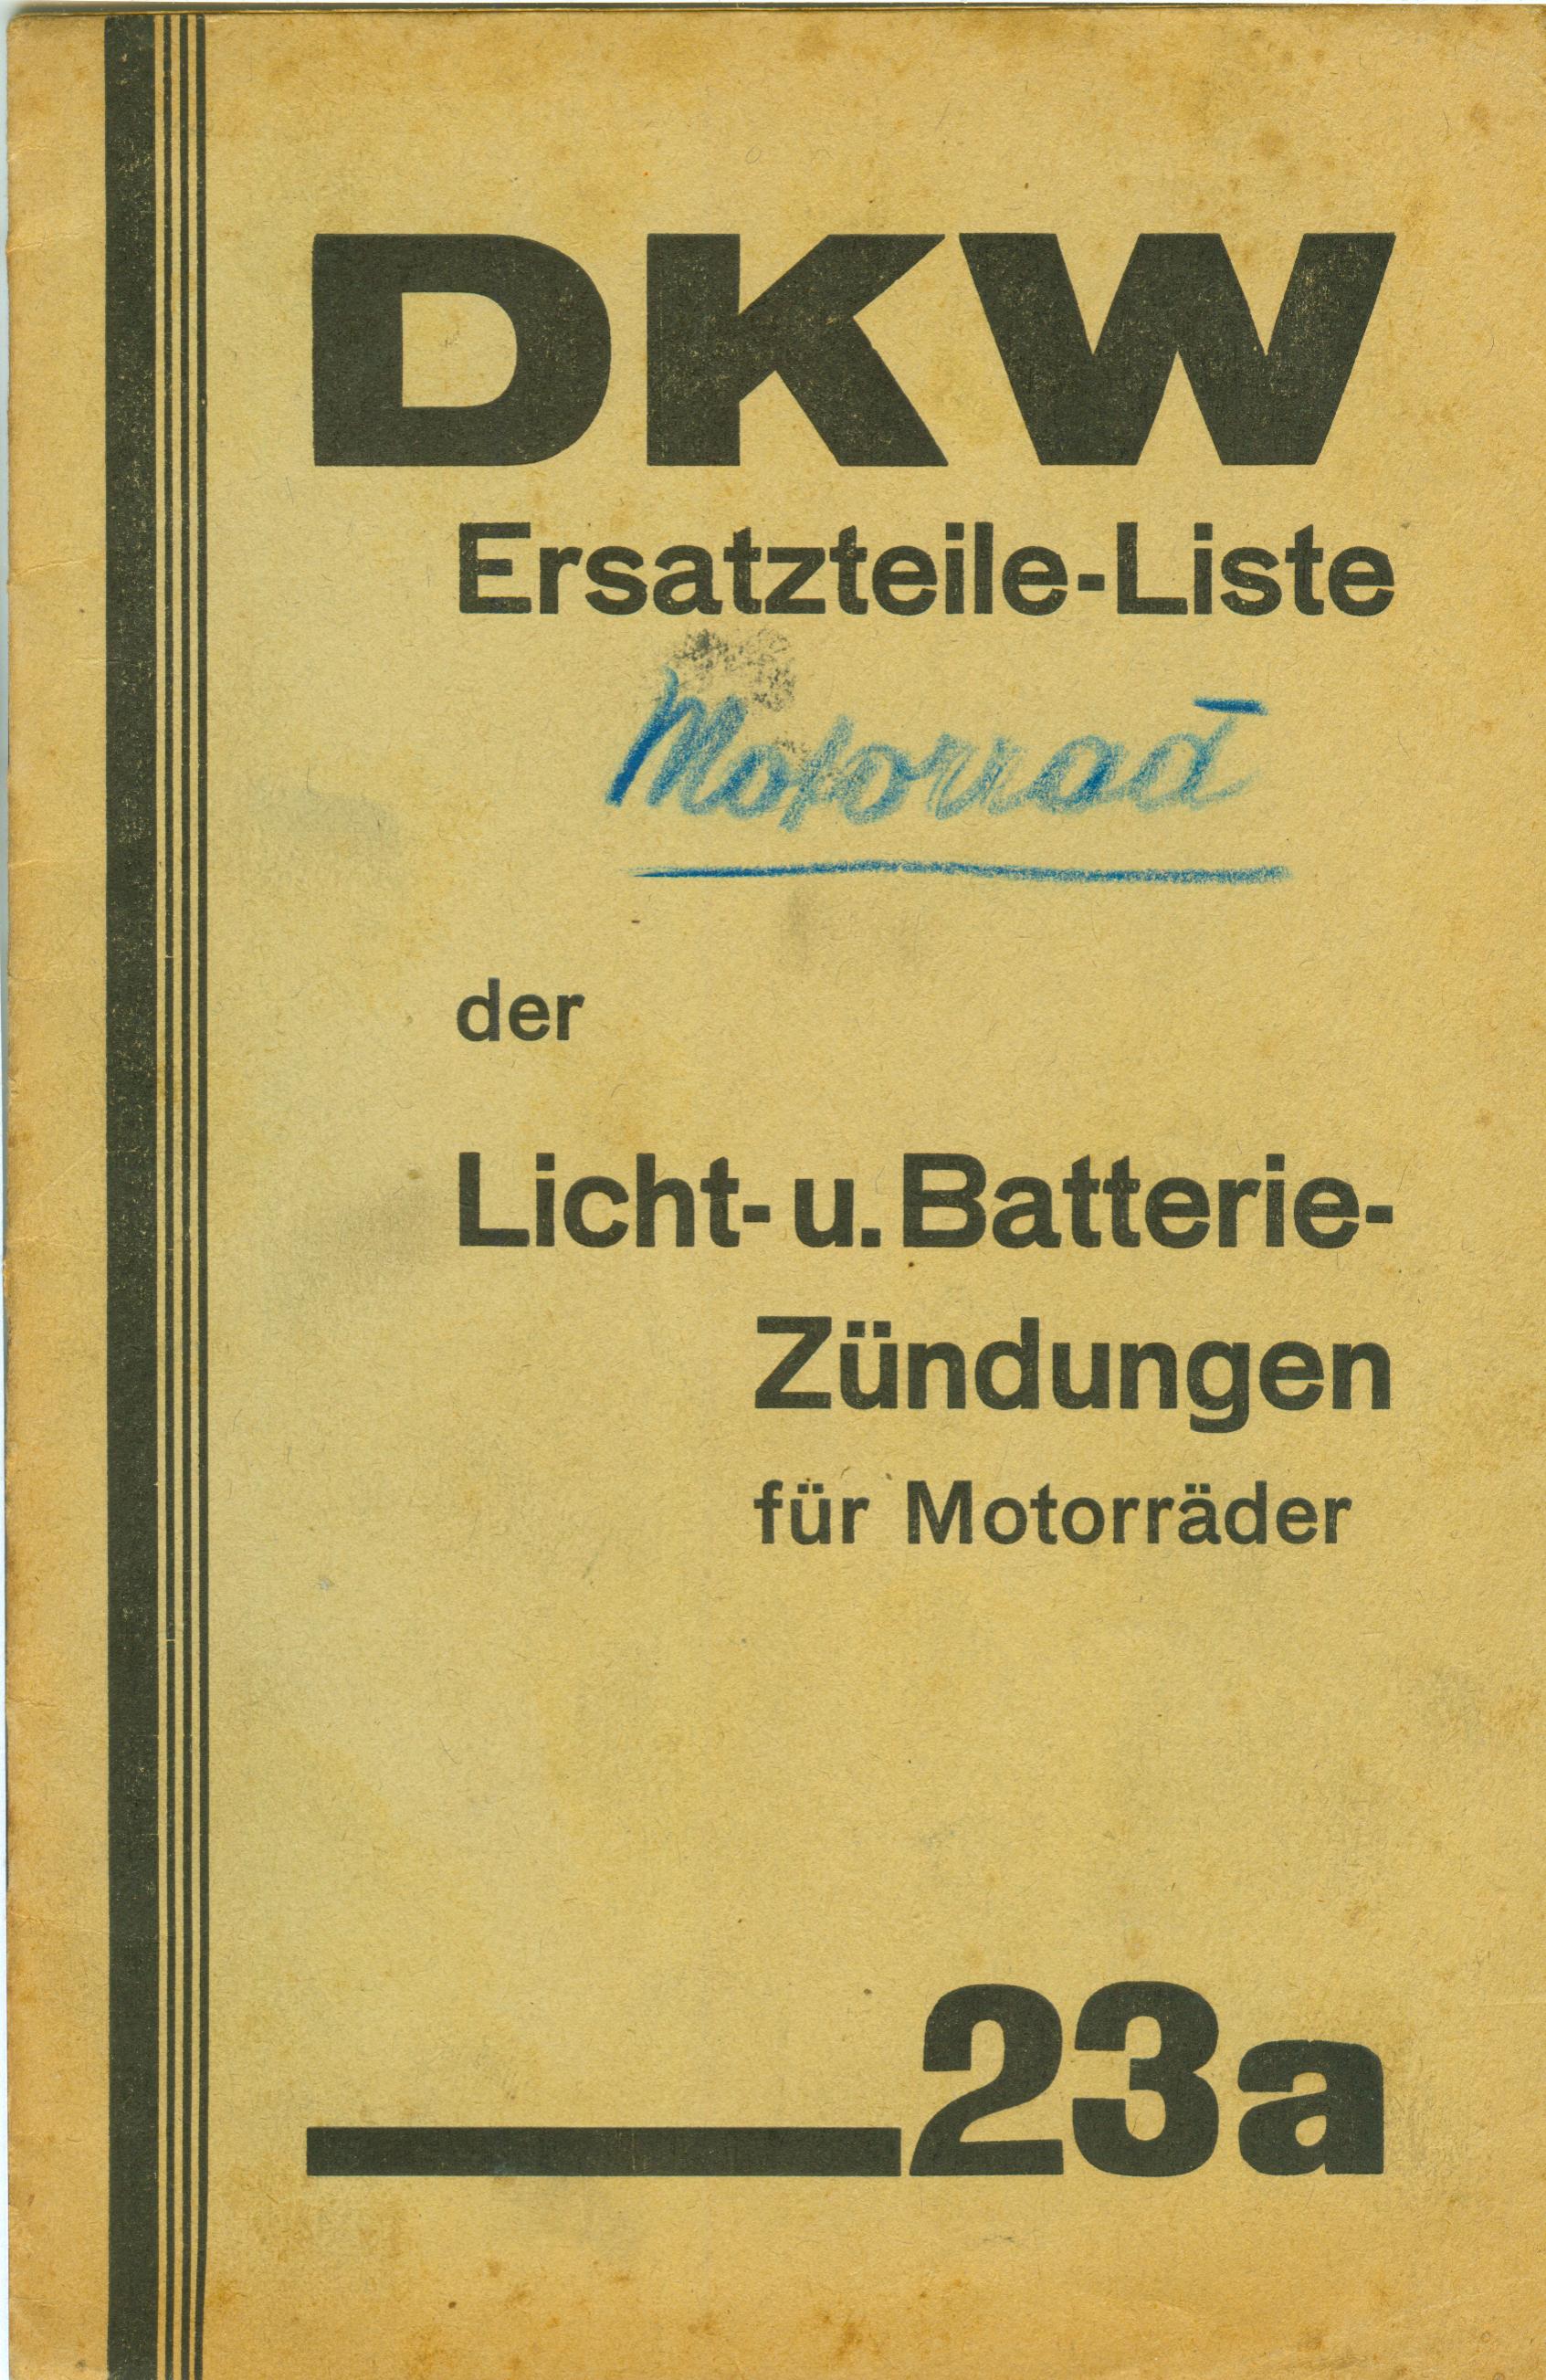 DKW
Ersatzteile-Liste
Motorrad
der
Licht- u. Batterie-
Zündungen
für Motorräder
23a